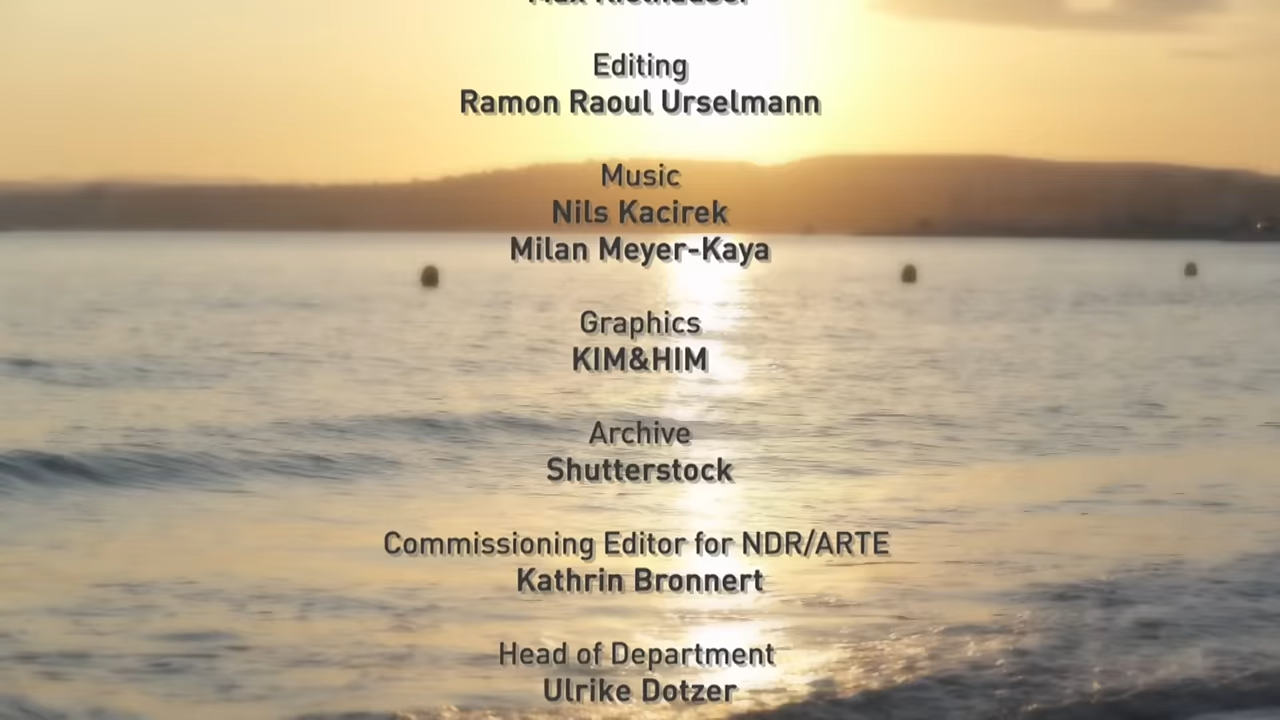 Editing
Ramon Raoul Urselmann
Music
Nils Kacirek
Milan Meyer-Kaya
Graphics
KIM&HIM
Archive
Shutterstock
Commissioning Editor for NDR/ARTE
Kathrin Bronnert
Head of Department
Ulrike Dotzer